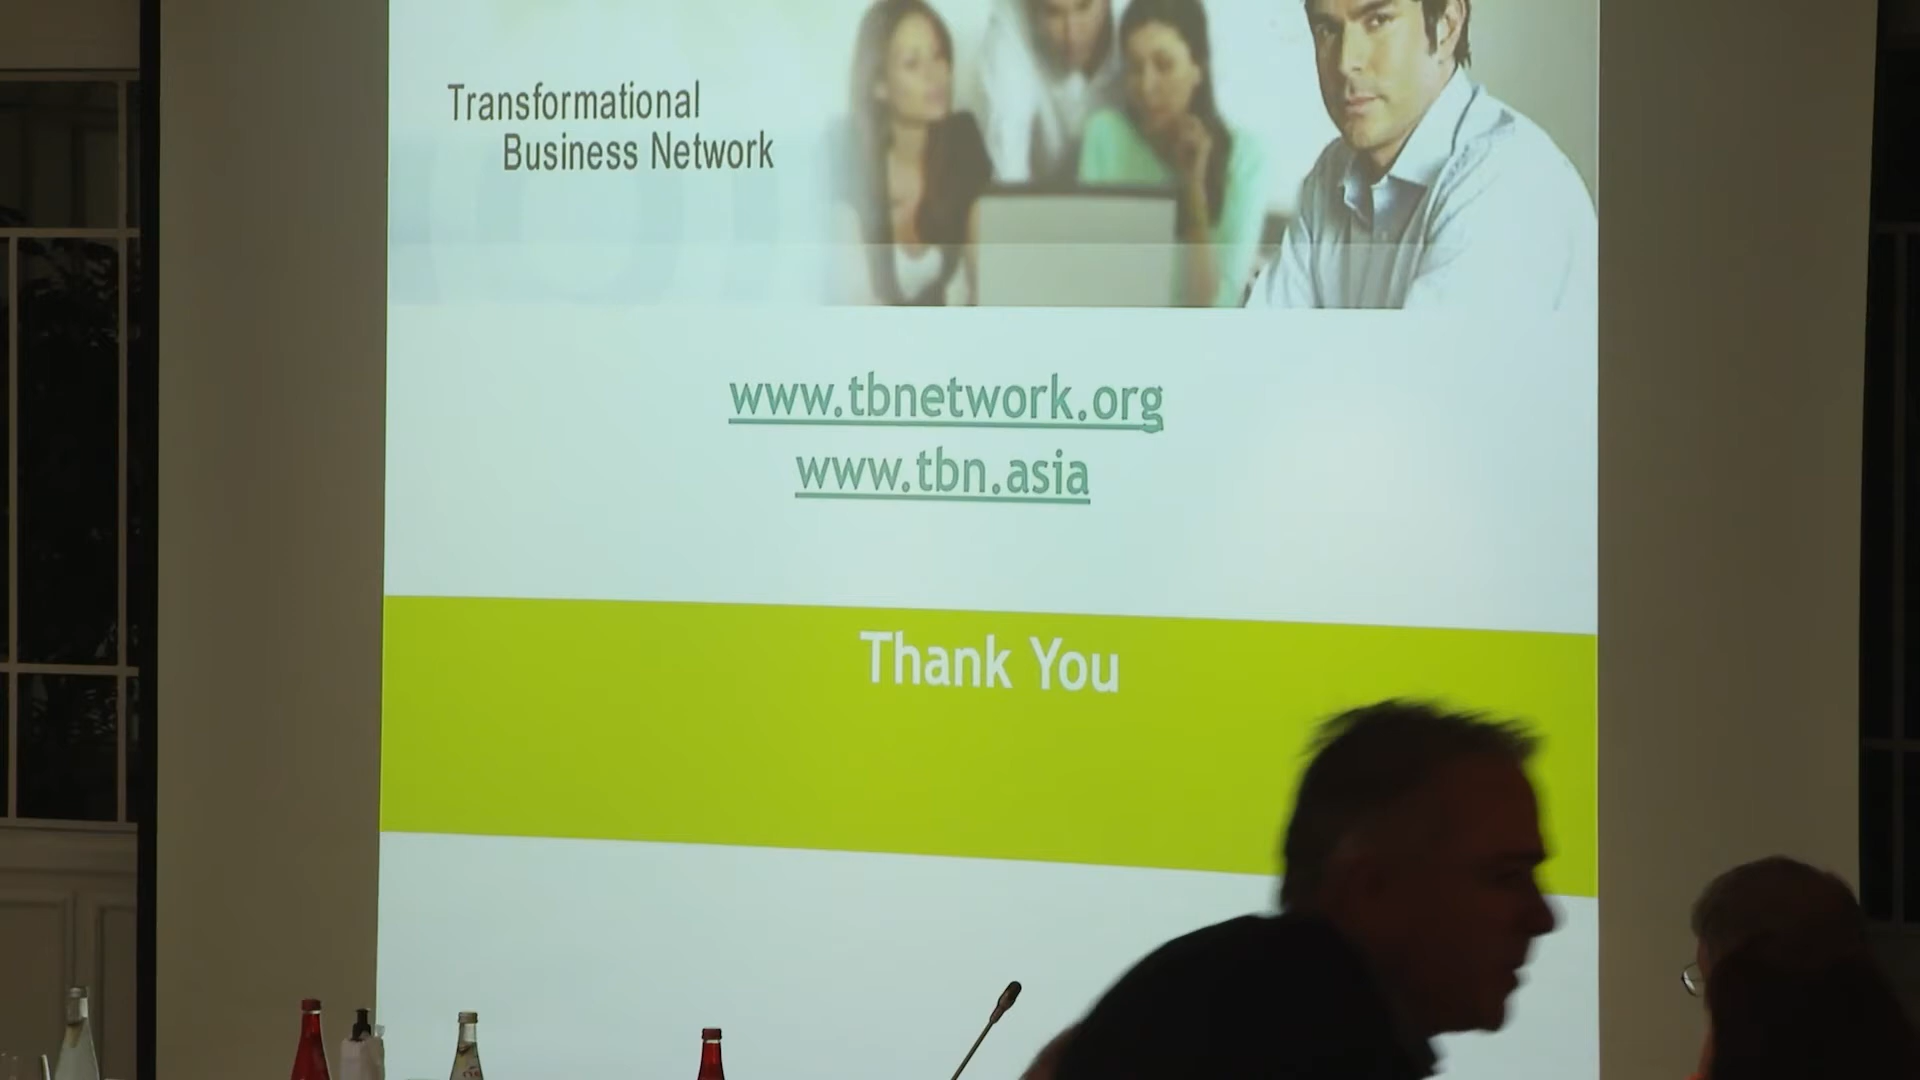 Transformational
Business Network
www.tbnetwork.org
www.tbn.asia
Thank You